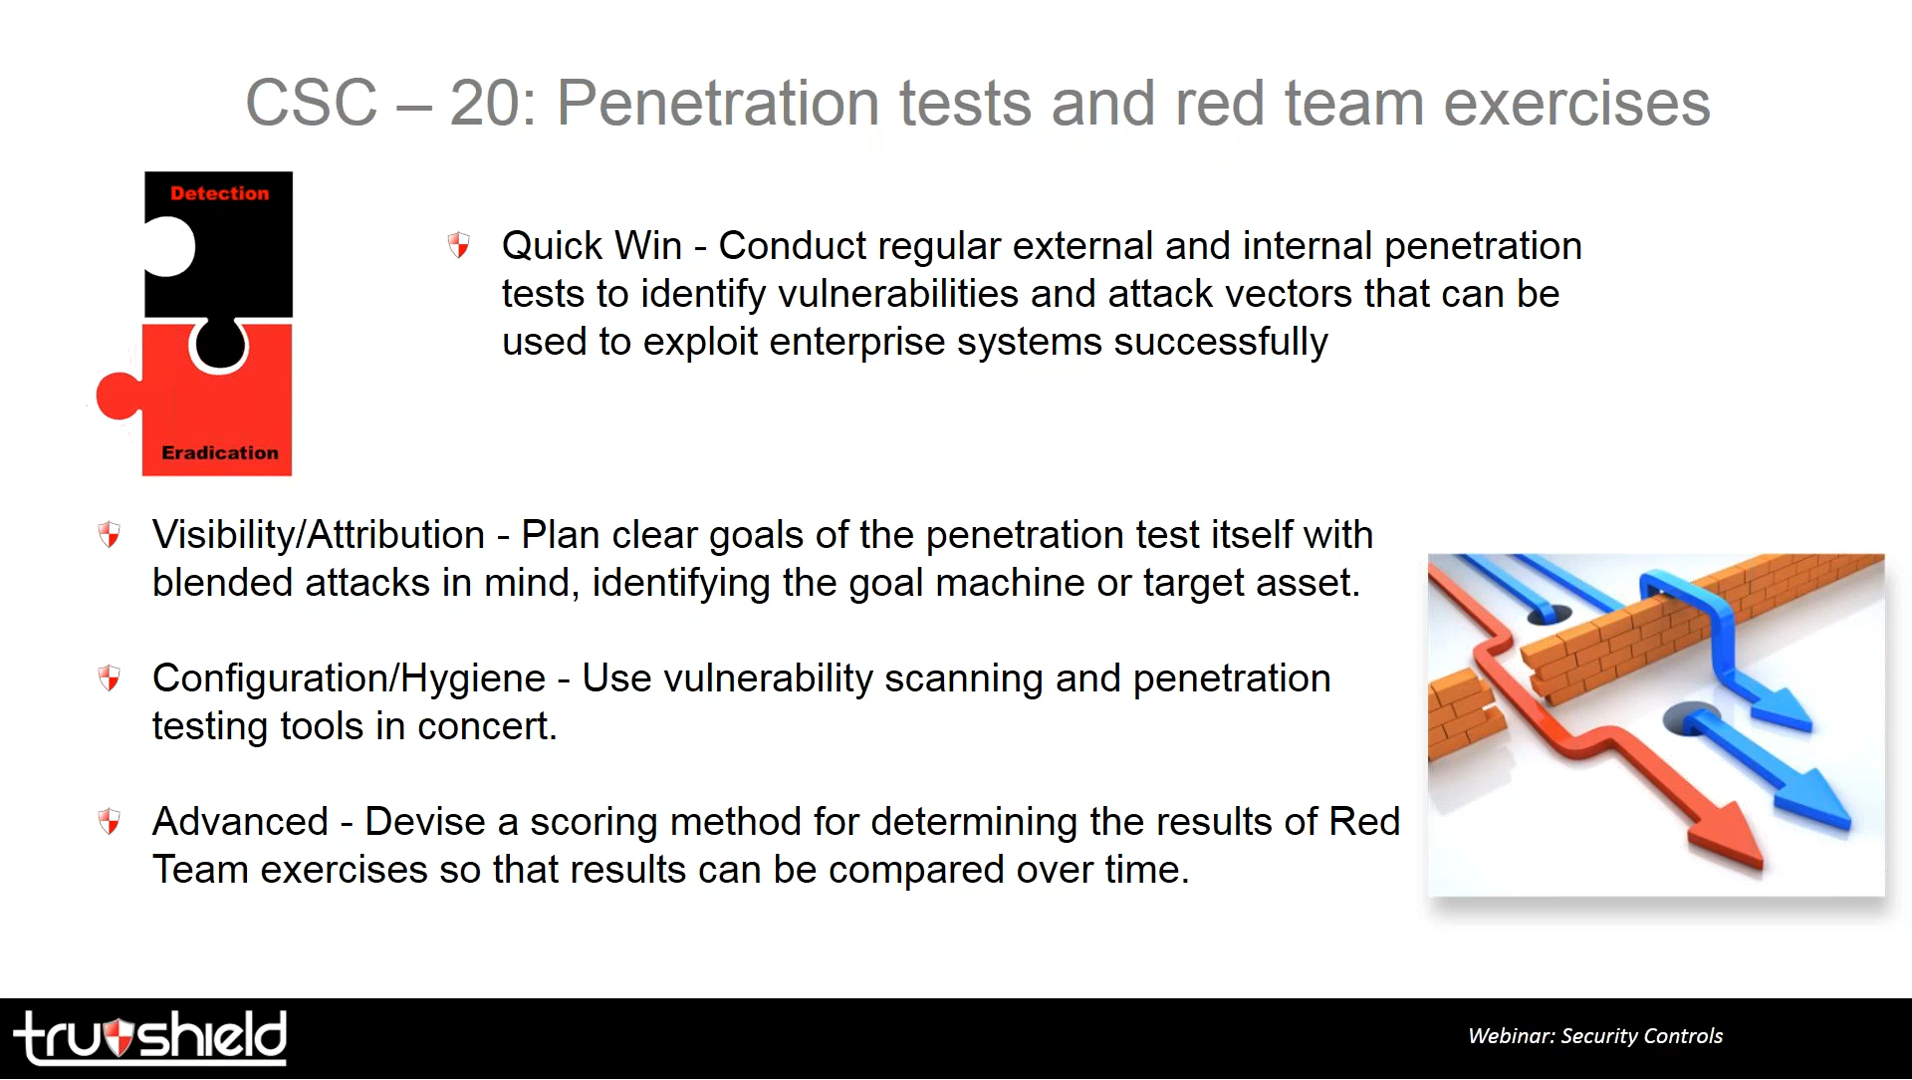 CSC – 20: Penetration tests and red team exercises
Detection
Eradication
Quick Win - Conduct regular external and internal penetration
tests to identify vulnerabilities and attack vectors that can be
used to exploit enterprise systems successfully
Visibility/Attribution - Plan clear goals of the penetration test itself with
blended attacks in mind, identifying the goal machine or target asset.
Configuration/Hygiene - Use vulnerability scanning and penetration
testing tools in concert.
Advanced - Devise a scoring method for determining the results of Red
Team exercises so that results can be compared over time.
trushield
Webinar: Security Controls